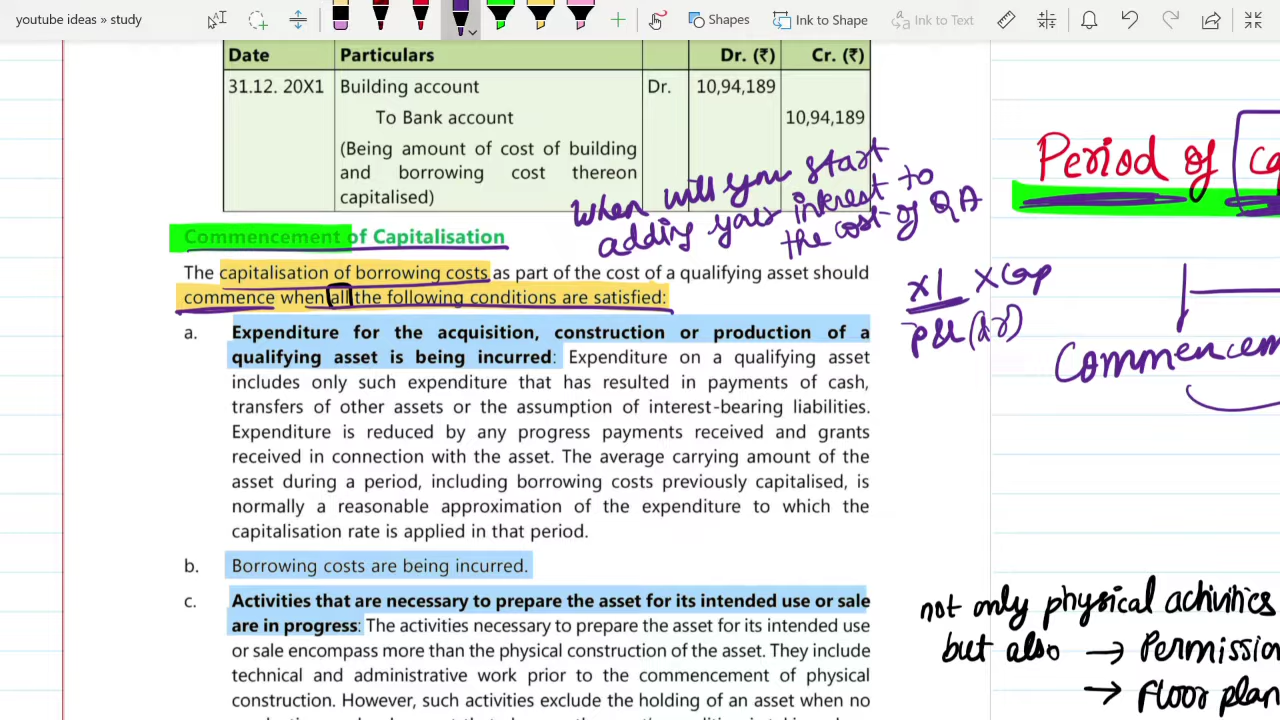 youtube ideas » study
Shapes
Ink to Shape
Ink to Text
Date Particulars Dr. (₹) Cr. (₹)
31.12. 20X1 Building account Dr. 10,94,189
To Bank account 10,94,189
(Being amount of cost of building
and borrowing cost thereon
capitalised)
when will you start
adding your interest to
the cost of QA
Period of
Commencement of Capitalisation
The capitalisation of borrowing costs as part of the cost of a qualifying asset should
commence when all the following conditions are satisfied:
a. Expenditure for the acquisition, construction or production of a
qualifying asset is being incurred: Expenditure on a qualifying asset
includes only such expenditure that has resulted in payments of cash,
transfers of other assets or the assumption of interest-bearing liabilities.
Expenditure is reduced by any progress payments received and grants
received in connection with the asset. The average carrying amount of the
asset during a period, including borrowing costs previously capitalised, is
normally a reasonable approximation of the expenditure to which the
capitalisation rate is applied in that period.
x1 x Cap
P&L (Dr)
Commencem
b. Borrowing costs are being incurred.
c. Activities that are necessary to prepare the asset for its intended use or sale
are in progress: The activities necessary to prepare the asset for its intended use
or sale encompass more than the physical construction of the asset. They include
technical and administrative work prior to the commencement of physical
construction. However, such activities exclude the holding of an asset when no
not only physical activities
but also → Permission
→ Floor plan